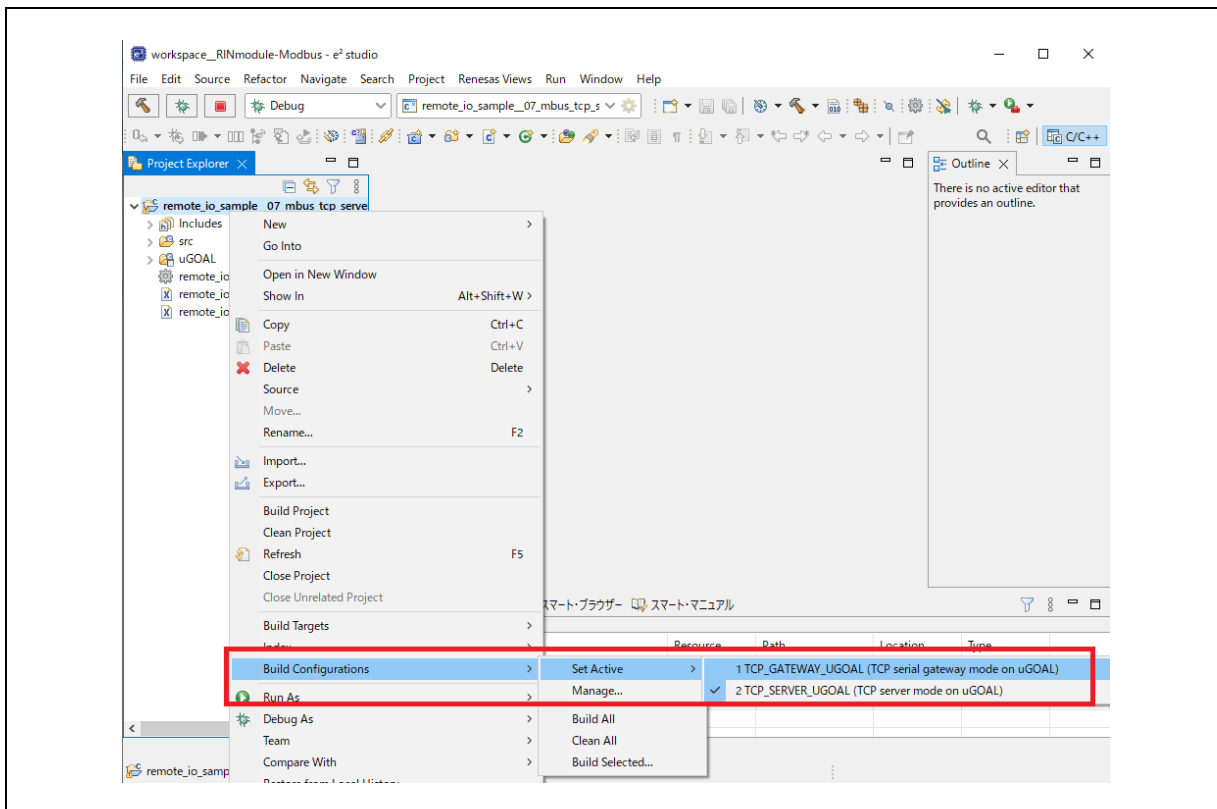 workspace__RINmodule-Modbus - e² studio
File Edit Source Refactor Navigate Search Project Renesas Views Run Window Help
Debug
remote_io_sample__07_mbus_tcp_s
C/C++
Project Explorer
Outline
There is no active editor that
provides an outline.
remote_io_sample__07_mbus_tcp_serve
Includes
src
uGOAL
remote_io
remote_io
remote_io
New
Go Into
Open in New Window
Show In Alt+Shift+W
Copy Ctrl+C
Paste Ctrl+V
Delete Delete
Source
Move...
Rename... F2
Import...
Export...
Build Project
Clean Project
Refresh F5
Close Project
Close Unrelated Project
Build Targets
Index
Build Configurations
Run As
Debug As
Team
Compare With
スマート・ブラウザー スマート・マニュアル
Resource Path Location Type
Set Active
Manage...
Build All
Clean All
Build Selected...
1 TCP_GATEWAY_UGOAL (TCP serial gateway mode on uGOAL)
2 TCP_SERVER_UGOAL (TCP server mode on uGOAL)
remote_io_samp